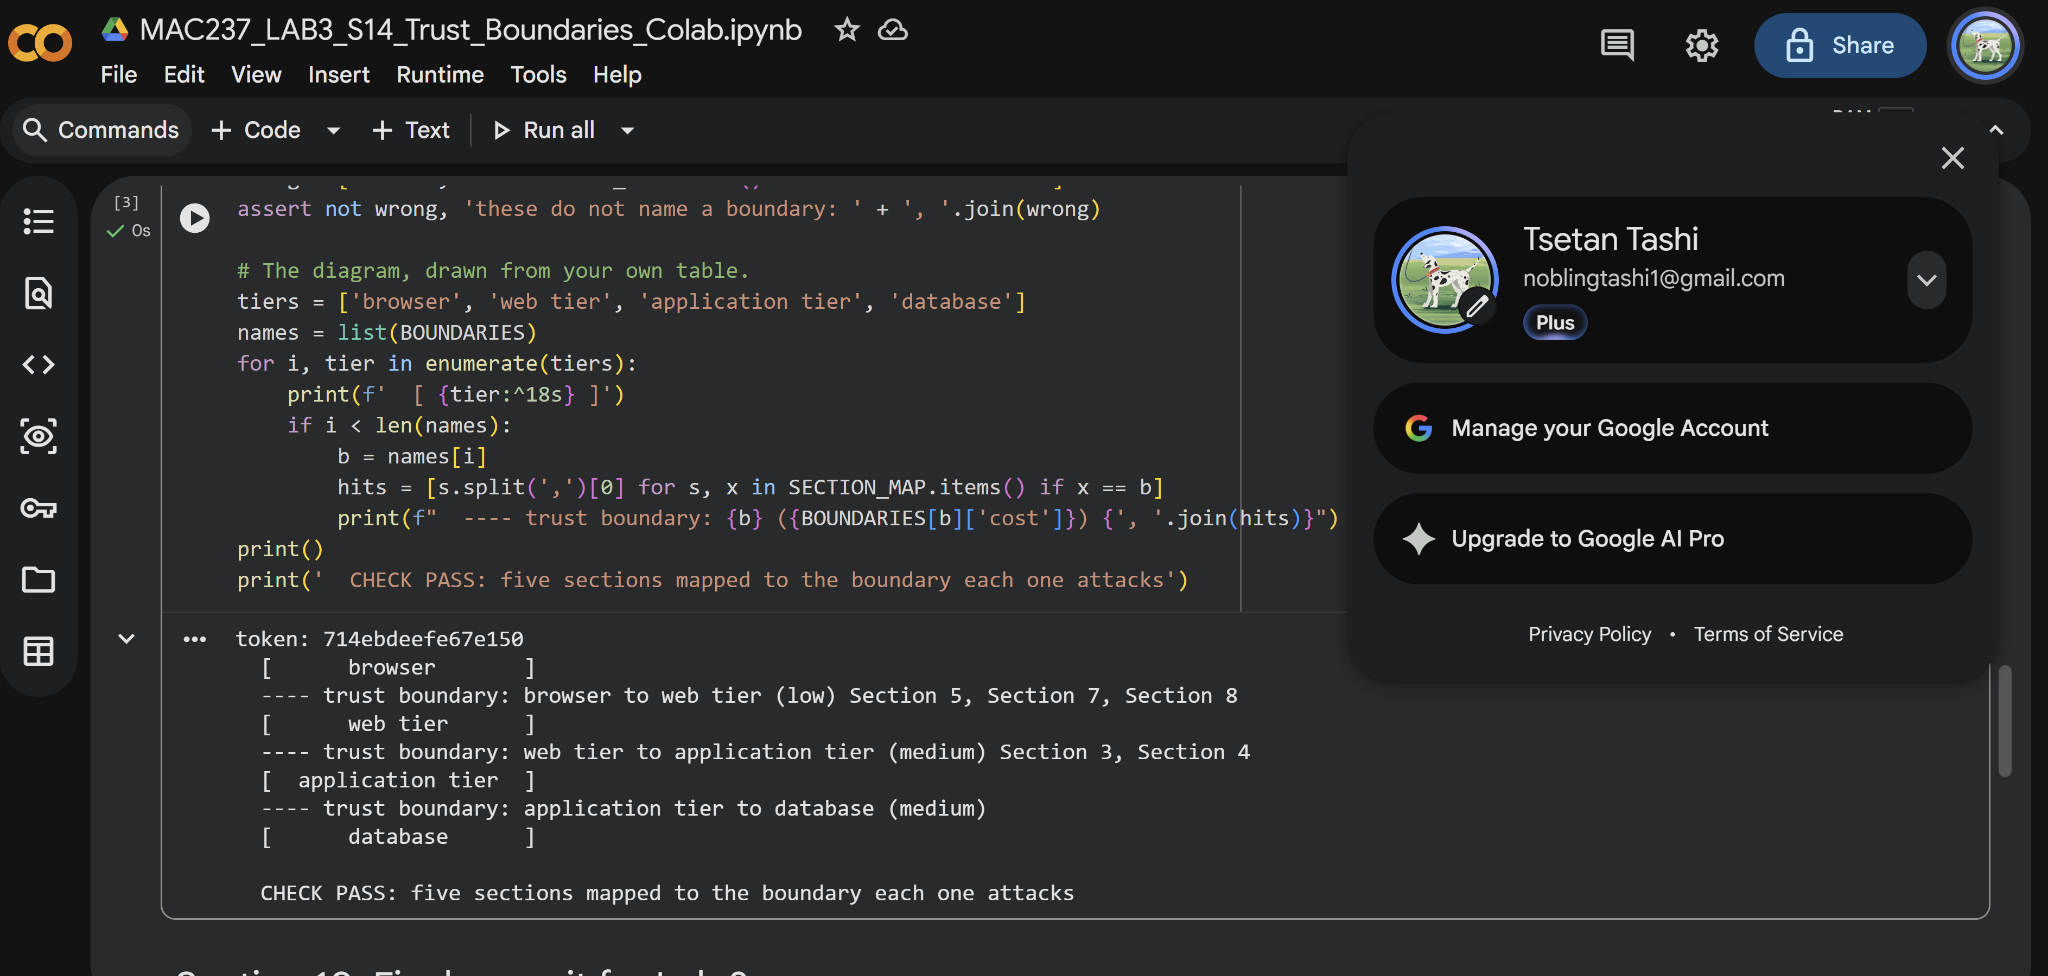 MAC237_LAB3_S14_Trust_Boundaries_Colab.ipynb
File Edit View Insert Runtime Tools Help
Share
Commands + Code + Text Run all
[3]
0s
assert not wrong, 'these do not name a boundary: ' + ', '.join(wrong)
# The diagram, drawn from your own table.
tiers = ['browser', 'web tier', 'application tier', 'database']
names = list(BOUNDARIES)
for i, tier in enumerate(tiers):
    print(f'  [ {tier:^18s} ]')
    if i < len(names):
        b = names[i]
        hits = [s.split(',')[0] for s, x in SECTION_MAP.items() if x == b]
        print(f"  ---- trust boundary: {b} ({BOUNDARIES[b]['cost']}) {', '.join(hits)}")
print()
print('  CHECK PASS: five sections mapped to the boundary each one attacks')
token: 714ebdeefe67e150
[      browser       ]
---- trust boundary: browser to web tier (low) Section 5, Section 7, Section 8
[      web tier      ]
---- trust boundary: web tier to application tier (medium) Section 3, Section 4
[  application tier  ]
---- trust boundary: application tier to database (medium)
[      database      ]
CHECK PASS: five sections mapped to the boundary each one attacks
Tsetan Tashi
noblingtashi1@gmail.com
Plus
Manage your Google Account
Upgrade to Google AI Pro
Privacy Policy • Terms of Service